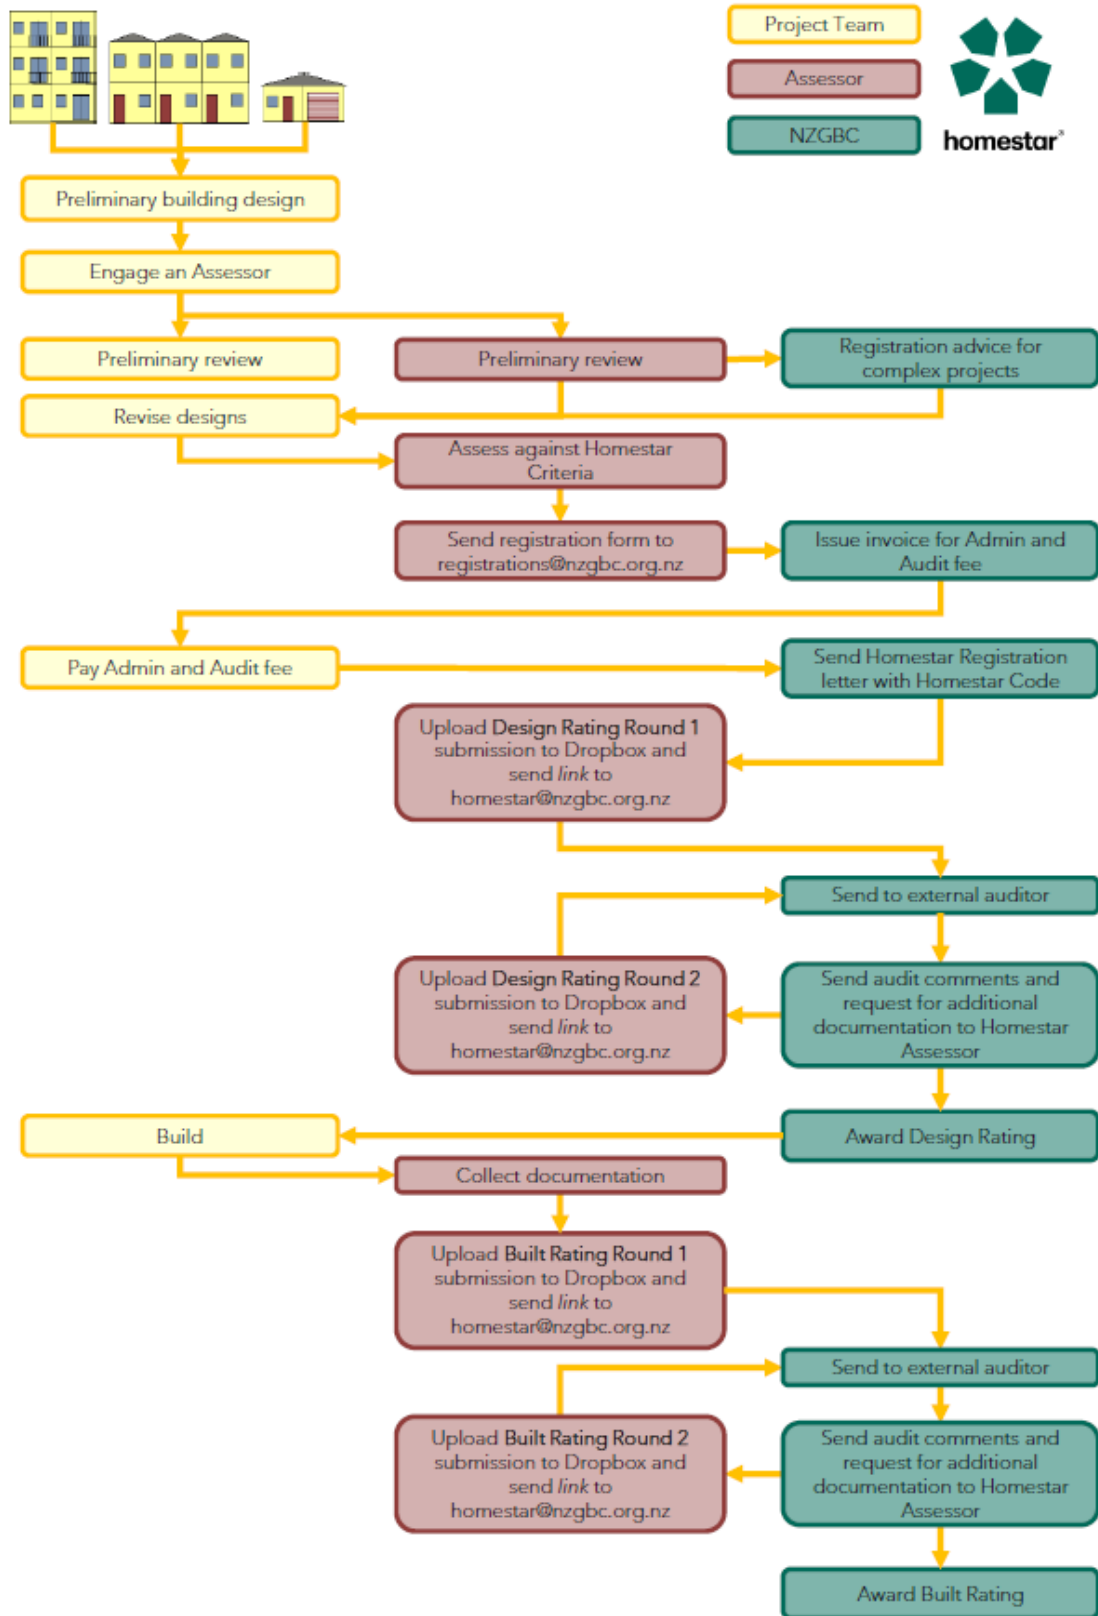 Project Team
Assessor
NZGBC
homestar®
Preliminary building design
Engage an Assessor
Preliminary review
Preliminary review
Registration advice for
complex projects
Revise designs
Assess against Homestar
Criteria
Send registration form to
registrations@nzgbc.org.nz
Issue invoice for Admin and
Audit fee
Pay Admin and Audit fee
Send Homestar Registration
letter with Homestar Code
Upload Design Rating Round 1
submission to Dropbox and
send link to
homestar@nzgbc.org.nz
Send to external auditor
Upload Design Rating Round 2
submission to Dropbox and
send link to
homestar@nzgbc.org.nz
Send audit comments and
request for additional
documentation to Homestar
Assessor
Build
Award Design Rating
Collect documentation
Upload Built Rating Round 1
submission to Dropbox and
send link to
homestar@nzgbc.org.nz
Send to external auditor
Upload Built Rating Round 2
submission to Dropbox and
send link to
homestar@nzgbc.org.nz
Send audit comments and
request for additional
documentation to Homestar
Assessor
Award Built Rating